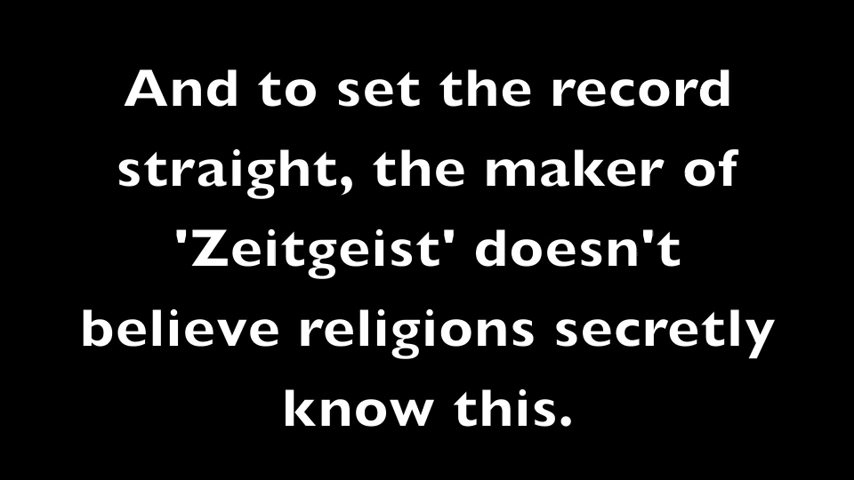 And to set the record
straight, the maker of
'Zeitgeist' doesn't
believe religions secretly
know this.